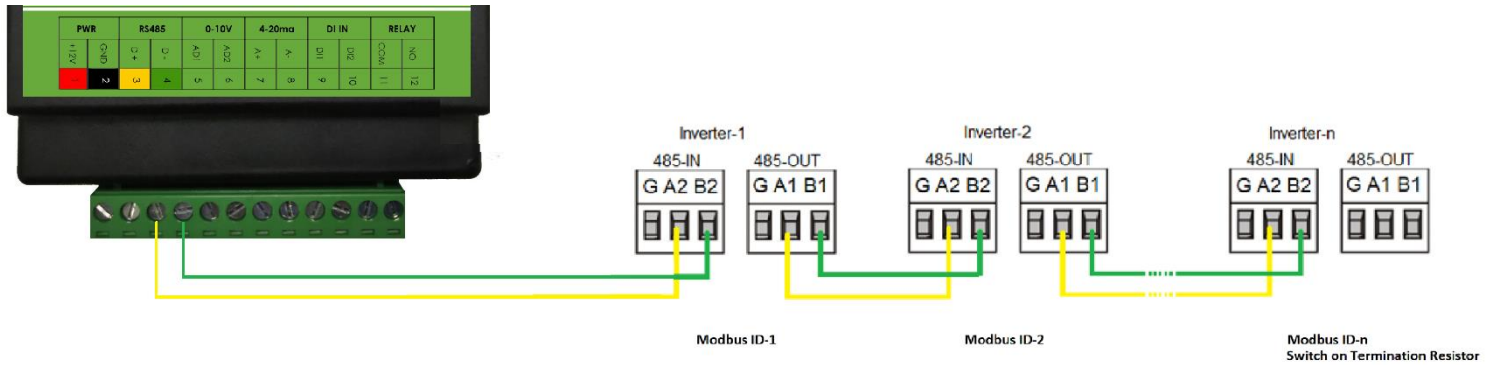 PWR RS485 0-10V 4-20ma DI IN RELAY
+12V GND D+ D- AD1 AD2 A+ A- DI1 DI2 COM NO
1 2 3 4 5 6 7 8 9 10 11 12
Inverter-1 Inverter-2 Inverter-n
485-IN 485-OUT 485-IN 485-OUT 485-IN 485-OUT
G A2 B2 G A1 B1 G A2 B2 G A1 B1 G A2 B2 G A1 B1
Modbus ID-1 Modbus ID-2 Modbus ID-n
Switch on Termination Resistor